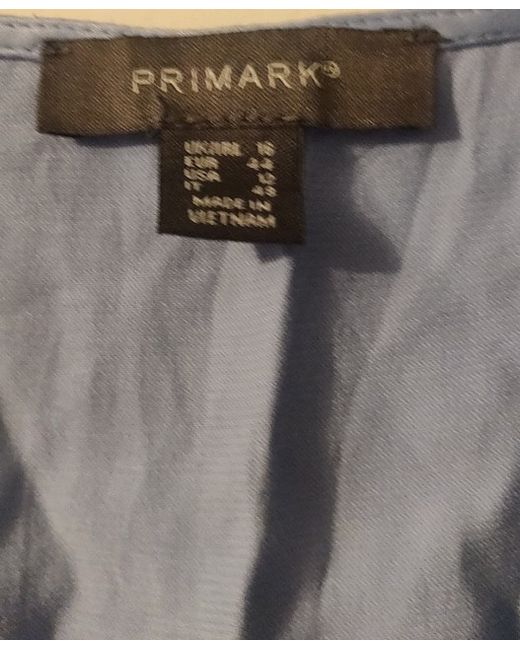 PRIMARK®
UK/IRL 16
EUR 44
USA 12
IT 48
MADE IN
VIETNAM